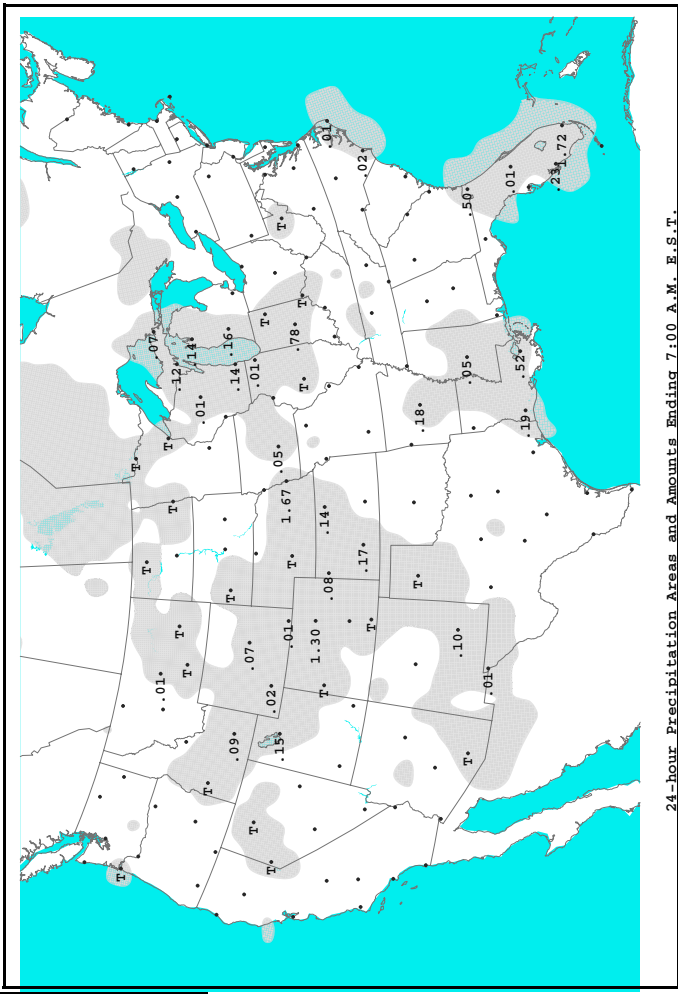 T
T
T
.07
.01
T
T
.12
T
T
.14
.01
T
.16
T
.09
.14
.07
T
.01
T
T
.02
.05
.15
T
1.67
.01
T
.78
T
T
1.30
T
.14
.01
.08
.02
.17
T
T
.18
.10
.05
.50
T
.01
.01
.52
.19
.23
1.72
24-hour Precipitation Areas and Amounts Ending 7:00 A.M. E.S.T.